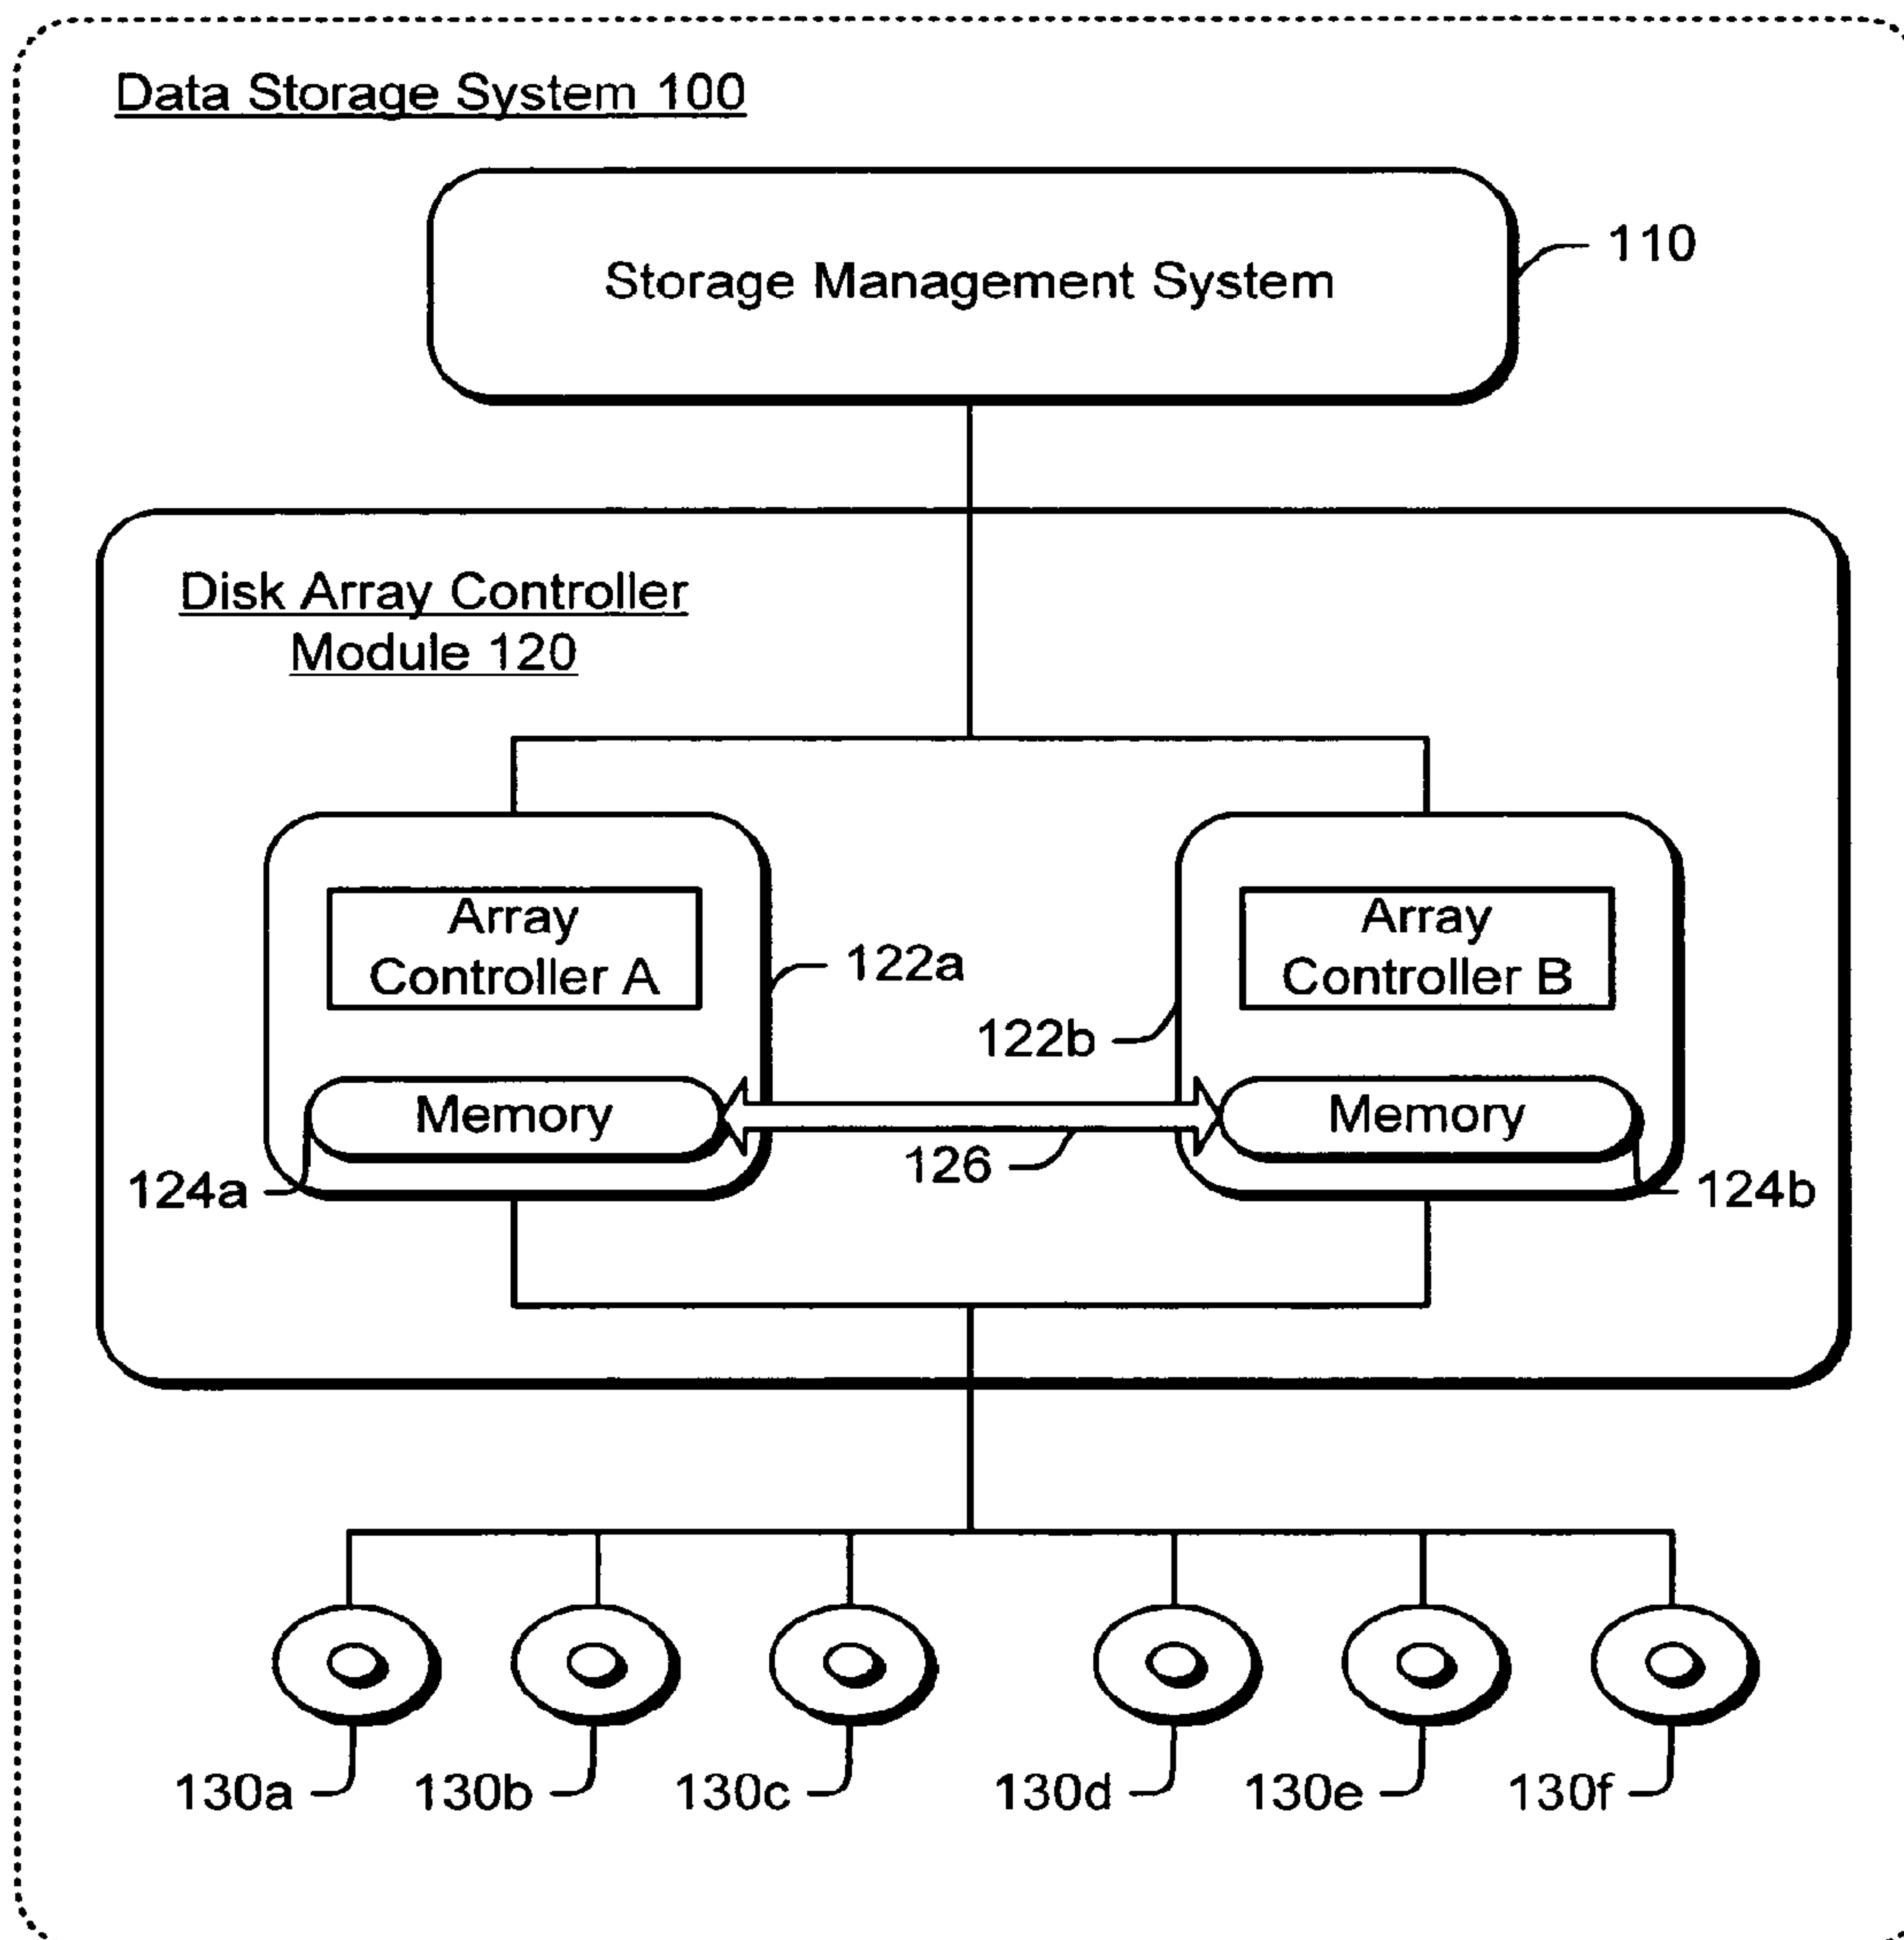 Data Storage System 100
110
Storage Management System
Disk Array Controller
Module 120
Array
Controller A
122a
Array
Controller B
122b
Memory
Memory
126
124a
124b
130a
130b
130c
130d
130e
130f